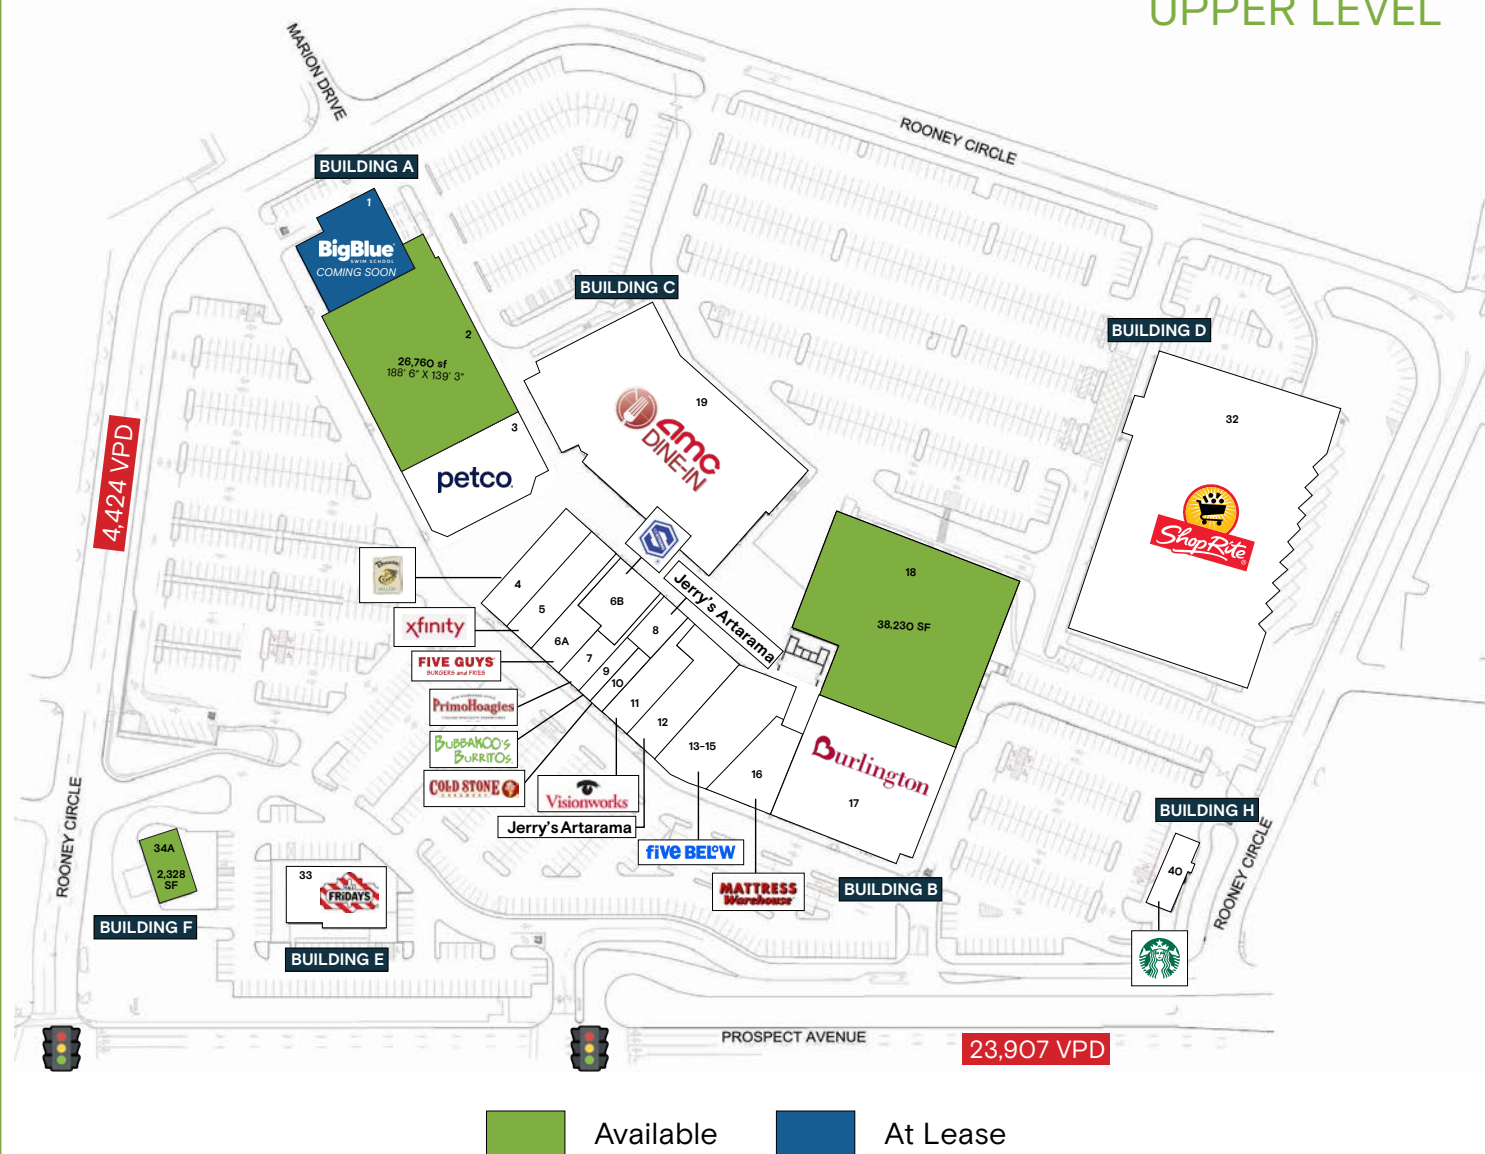 UPPER LEVEL
MARION DRIVE
ROONEY CIRCLE
BUILDING A
1
BigBlue
SWIM SCHOOL
COMING SOON
2
26,760 sf
188' 6" X 139' 3"
3
petco
BUILDING C
19
amc
DINE-IN
BUILDING D
32
ShopRite
4,424 VPD
Panera
4
xfinity
5
FIVE GUYS
BURGERS and FRIES
6A
6B
PrimoHoagies
7
Jerry's Artarama
8
BUBBAKOO'S
BURRITOS
9
COLD STONE
CREAMERY
10
Visionworks
11
Jerry's Artarama
12
13-15
five BELOW
16
MATTRESS
Warehouse
18
38,230 SF
Burlington
17
BUILDING B
BUILDING H
40
ROONEY CIRCLE
ROONEY CIRCLE
34A
2,328
SF
BUILDING F
33
FRIDAYS
BUILDING E
PROSPECT AVENUE
23,907 VPD
Available
At Lease